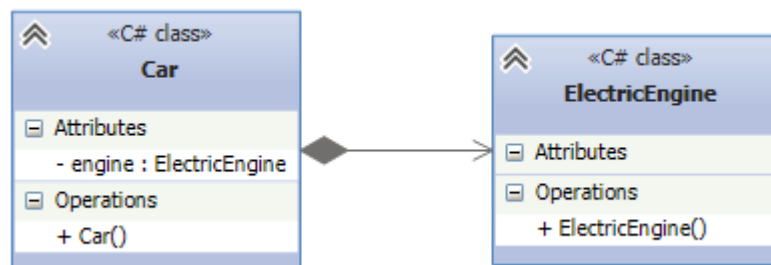 «C# class»
Car
Attributes
- engine : ElectricEngine
Operations
+ Car()
«C# class»
ElectricEngine
Attributes
Operations
+ ElectricEngine()